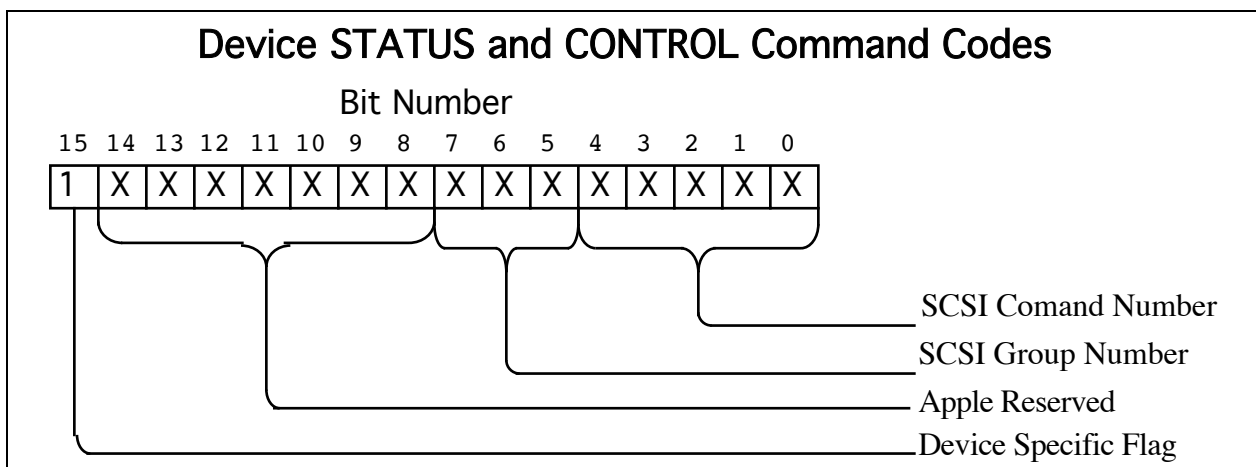 Device STATUS and CONTROL Command Codes
Bit Number
15 14 13 12 11 10 9 8 7 6 5 4 3 2 1 0
1 X X X X X X X X X X X X X X X
SCSI Comand Number
SCSI Group Number
Apple Reserved
Device Specific Flag